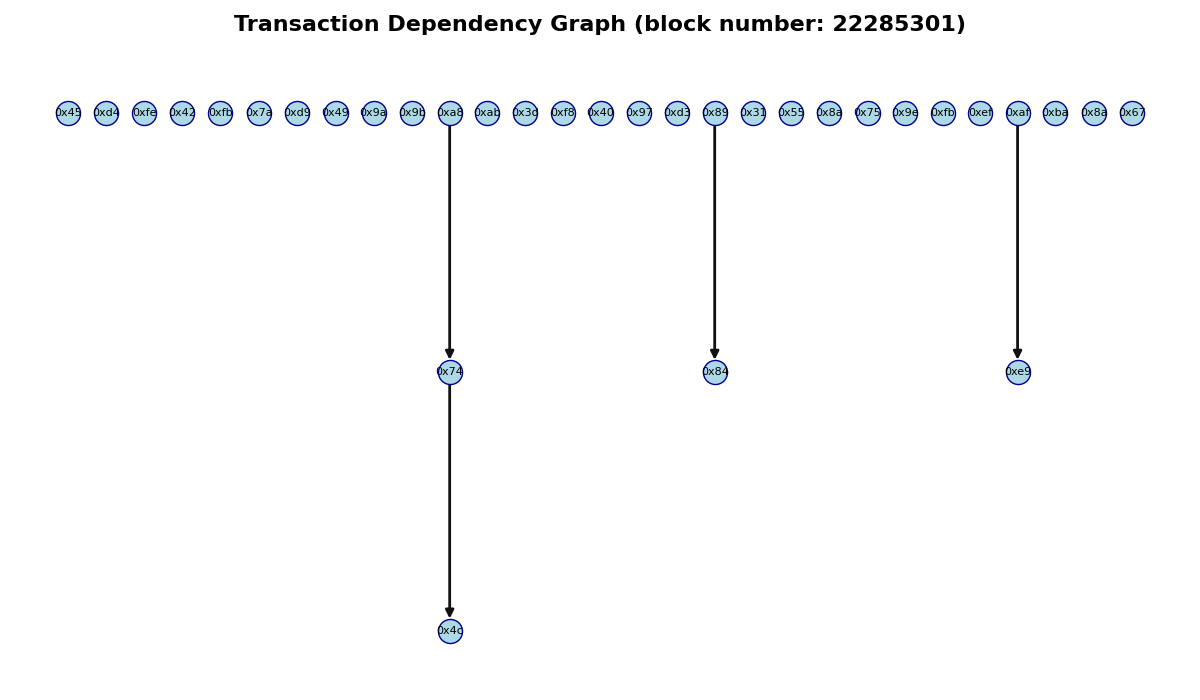 Transaction Dependency Graph (block number: 22285301)
0x45 0xd4 0xfe 0x42 0xfb 0x7a 0xd9 0x49 0x9a 0x9b 0xa8 0xab 0x3c 0xf8 0x40 0x97 0xd3 0x89 0x31 0x55 0x8a 0x75 0x9e 0xfb 0xef 0xaf 0xba 0x8a 0x67
0x74 0x84 0xe9
0x4c